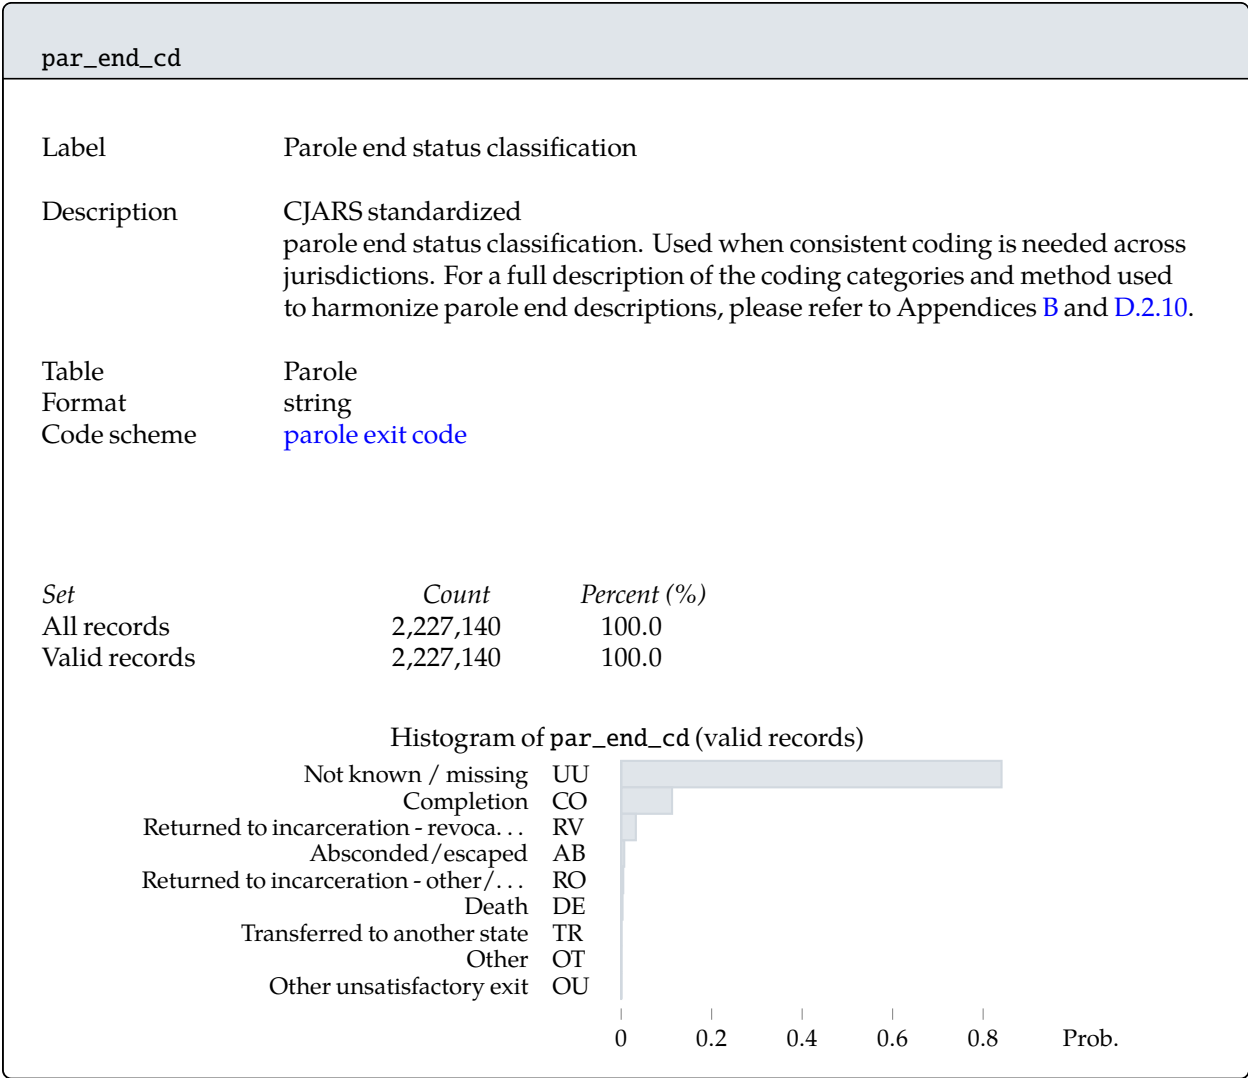 par_end_cd
Label Parole end status classification
Description CJARS standardized
parole end status classification. Used when consistent coding is needed across
jurisdictions. For a full description of the coding categories and method used
to harmonize parole end descriptions, please refer to Appendices B and D.2.10.
Table Parole
Format string
Code scheme parole exit code
Set Count Percent (%)
All records 2,227,140 100.0
Valid records 2,227,140 100.0
Histogram of par_end_cd (valid records)
Not known / missing UU
Completion CO
Returned to incarceration - revoca... RV
Absconded/escaped AB
Returned to incarceration - other/... RO
Death DE
Transferred to another state TR
Other OT
Other unsatisfactory exit OU
0 0.2 0.4 0.6 0.8 Prob.